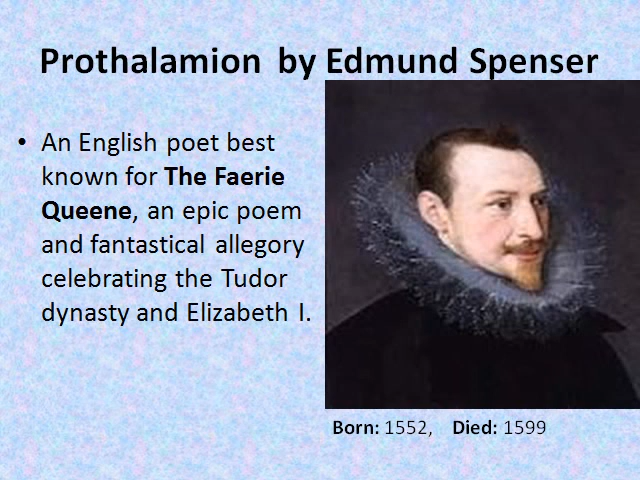 Prothalamion by Edmund Spenser
• An English poet best
known for The Faerie
Queene, an epic poem
and fantastical allegory
celebrating the Tudor
dynasty and Elizabeth I.
Born: 1552, Died: 1599